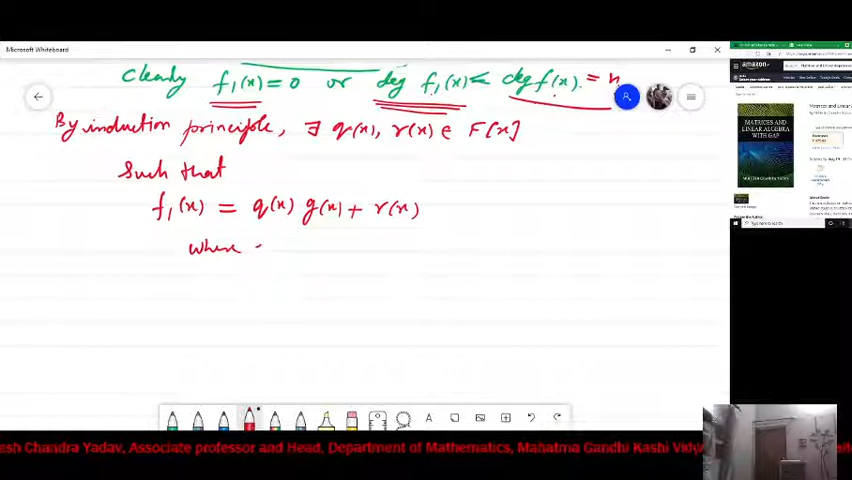 Microsoft Whiteboard
Clearly f₁(x) = 0 or deg f₁(x) < deg f(x). = n
By induction principle, ∃ q(x), r(x) ∈ F[x]
Such that
f₁(x) = q(x) g(x) + r(x)
where
amazon
MATRICES AND
LINEAR ALGEBRA
WITH GAP
esh Chandra Yadav, Associate professor and Head, Department of Mathematics, Mahatma Gandhi Kashi Vidy